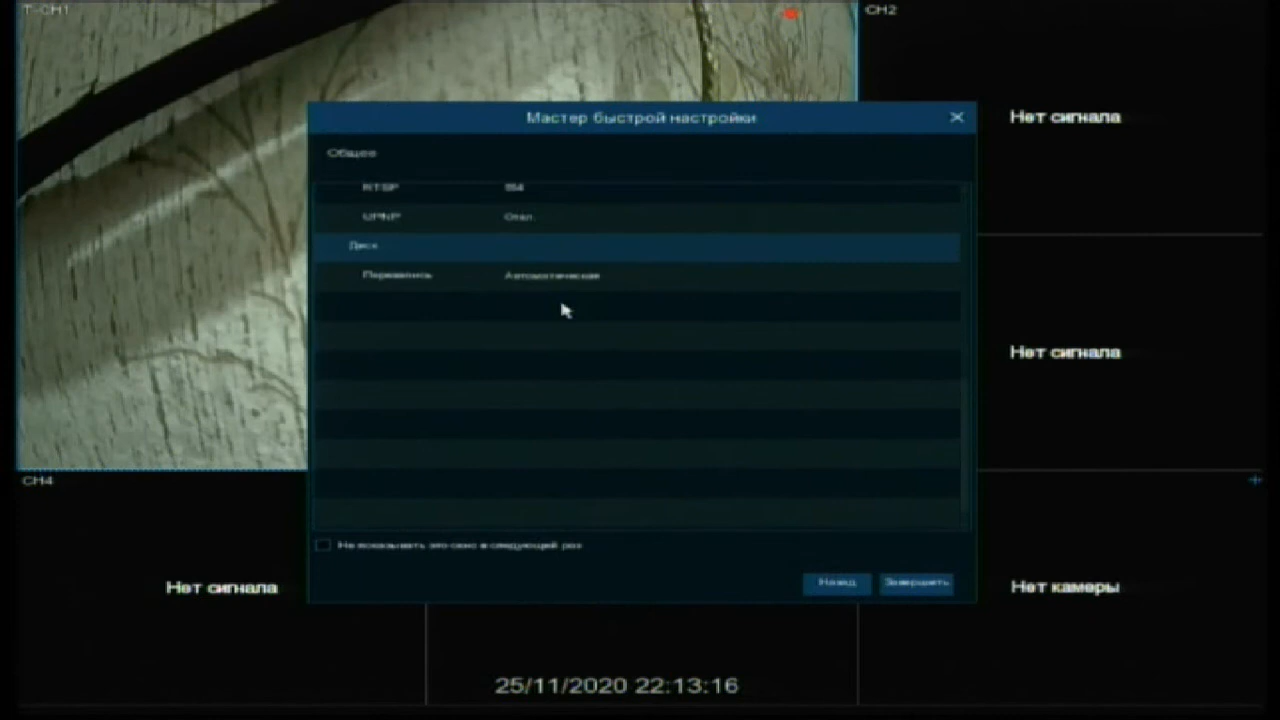 T-CH1
CH2
Мастер быстрой настройки
Нет сигнала
Общее
RTSP 554
UPNP Откл.
Диск
Перезапись Автоматическая
Нет сигнала
CH4
Не показывать это окно в следующий раз
Назад Завершить
Нет сигнала
Нет камеры
25/11/2020 22:13:16